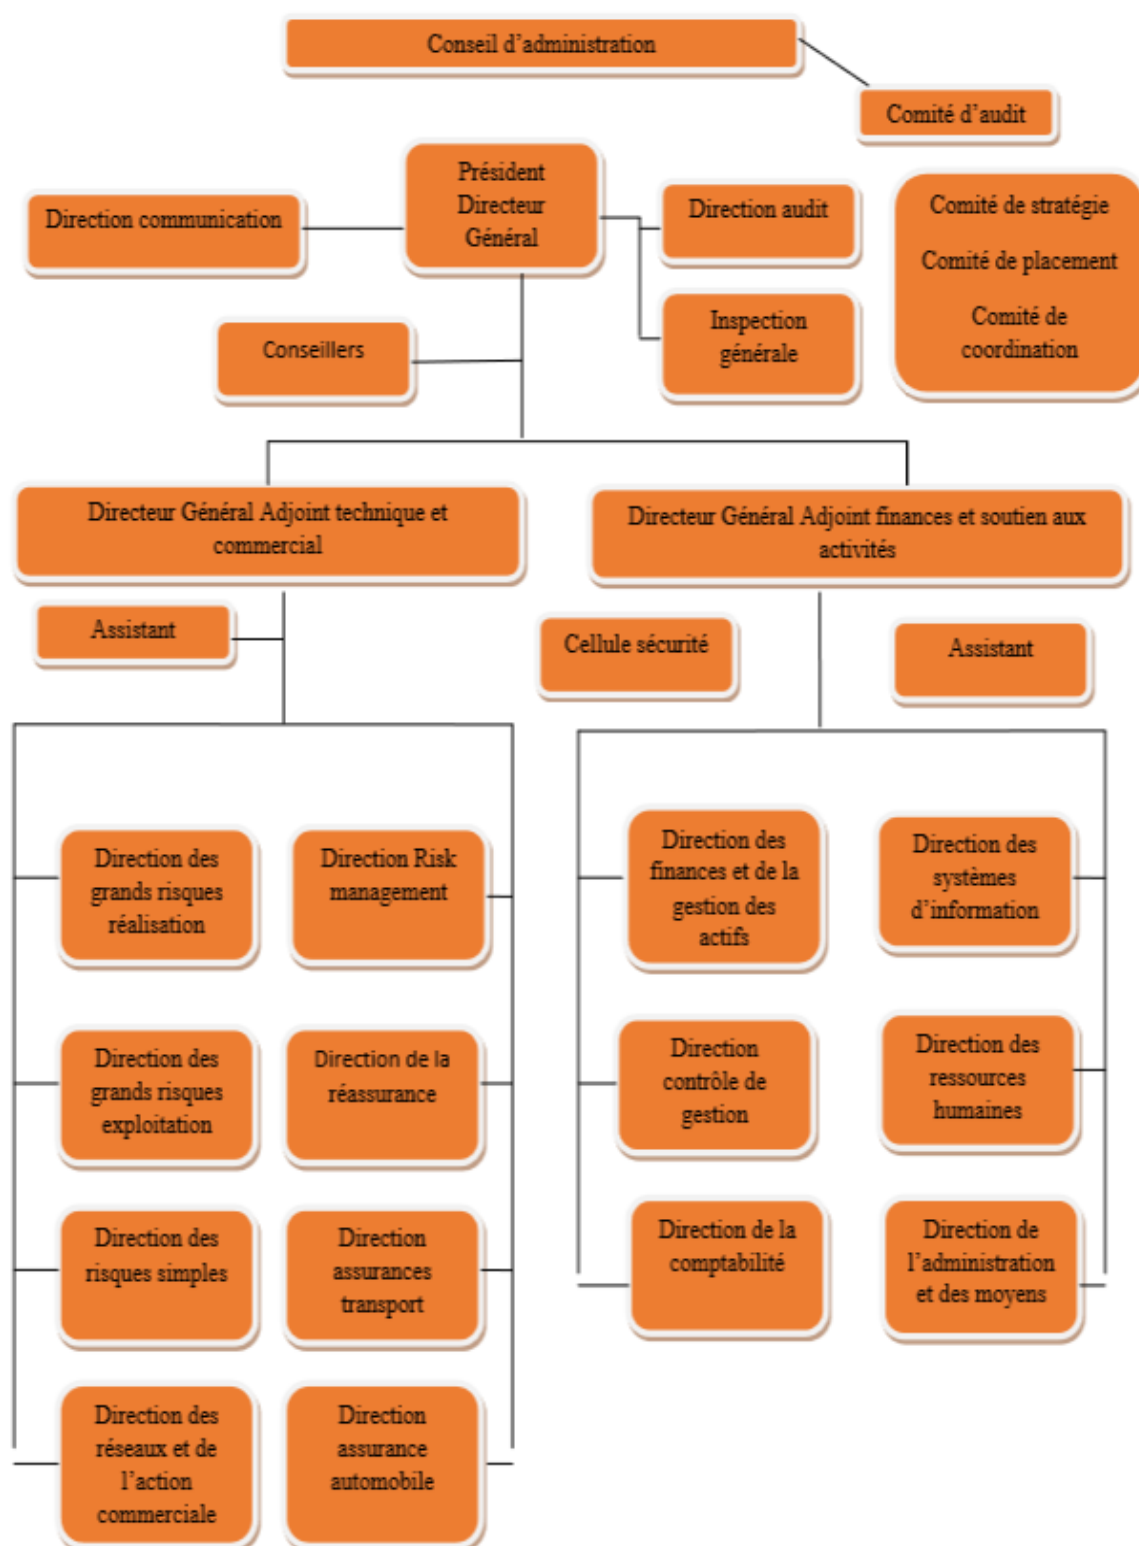 Conseil d’administration
Comité d’audit
Président
Directeur
Général
Direction communication
Direction audit
Comité de stratégie
Comité de placement
Comité de
coordination
Inspection
générale
Conseillers
Directeur Général Adjoint technique et
commercial
Directeur Général Adjoint finances et soutien aux
activités
Assistant
Cellule sécurité
Assistant
Direction des
grands risques
réalisation
Direction Risk
management
Direction des
finances et de la
gestion des
actifs
Direction des
systèmes
d’information
Direction des
grands risques
exploitation
Direction de la
réassurance
Direction
contrôle de
gestion
Direction des
ressources
humaines
Direction des
risques simples
Direction
assurances
transport
Direction de la
comptabilité
Direction de
l’administration
et des moyens
Direction des
réseaux et de
l’action
commerciale
Direction
assurance
automobile